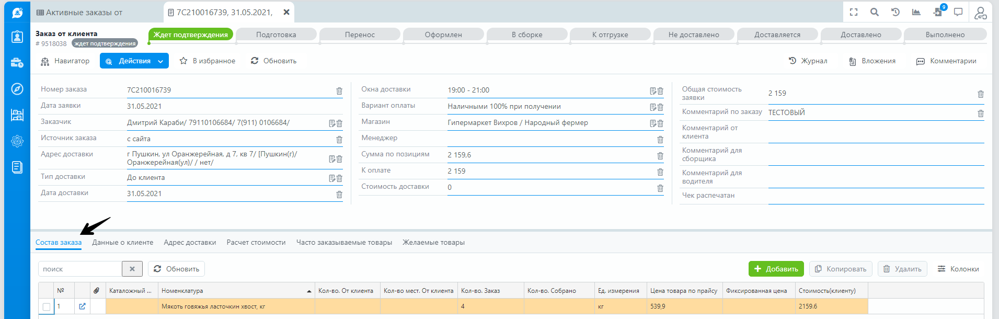 Активные заказы от
7С210016739, 31.05.2021,
9
Заказ от клиента
# 9518038 ждет подтверждения
Ждет подтверждения
Подготовка
Перенос
Оформлен
В сборке
К отгрузке
Не доставлено
Доставляется
Доставлено
Выполнено
Навигатор
Действия
В избранное
Обновить
Журнал
Вложения
Комментарии
Номер заказа 7С210016739
Дата заявки 31.05.2021
Заказчик Дмитрий Караби/ 79110106684/ 7(911) 0106684/
Источник заказа с сайта
Адрес доставки г Пушкин, ул Оранжерейная, д 7, кв 7/ [Пушкин(г)/
Оранжерейная(ул)/ / нет/
Тип доставки До клиента
Дата доставки 31.05.2021
Окна доставки 19:00 - 21:00
Вариант оплаты Наличными 100% при получении
Магазин Гипермаркет Вихров / Народный фермер
Менеджер
Сумма по позициям 2 159,6
К оплате 2 159
Стоимость доставки 0
Общая стоимость
заявки 2 159
Комментарий по заказу ТЕСТОВЫЙ
Комментарий от
клиента
Комментарий для
сборщика
Комментарий для
водителя
Чек распечатан
Состав заказа
Данные о клиенте
Адрес доставки
Расчет стоимости
Часто заказываемые товары
Желаемые товары
поиск
Обновить
Добавить
Копировать
Удалить
Колонки
№ Каталожный ... Номенклатура Кол-во. От клиента Кол-во мест. От клиента Кол-во. Заказ Кол-во. Собрано Ед. измерения Цена товара по прайсу Фиксированная цена Стоимость(клиенту)
1 Мякоть говяжья ласточкин хвост, кг 4 кг 539,9 2159.6